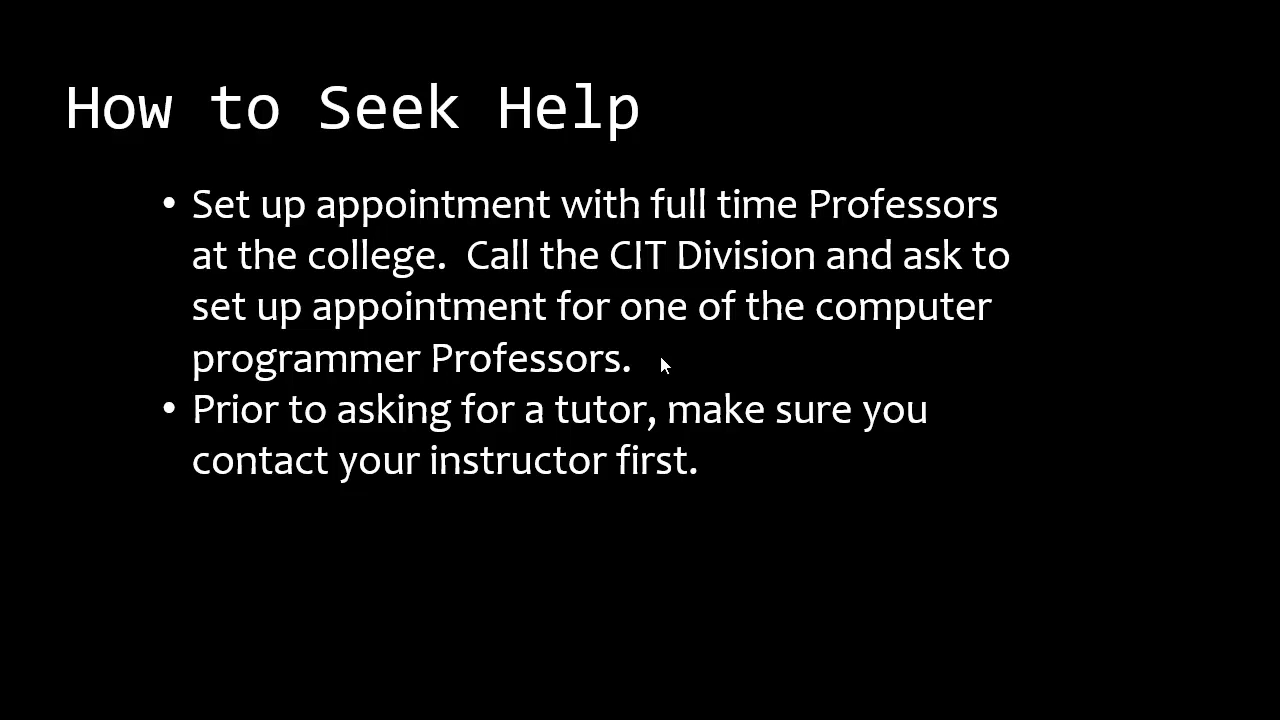 How to Seek Help
• Set up appointment with full time Professors
at the college.  Call the CIT Division and ask to
set up appointment for one of the computer
programmer Professors.
• Prior to asking for a tutor, make sure you
contact your instructor first.